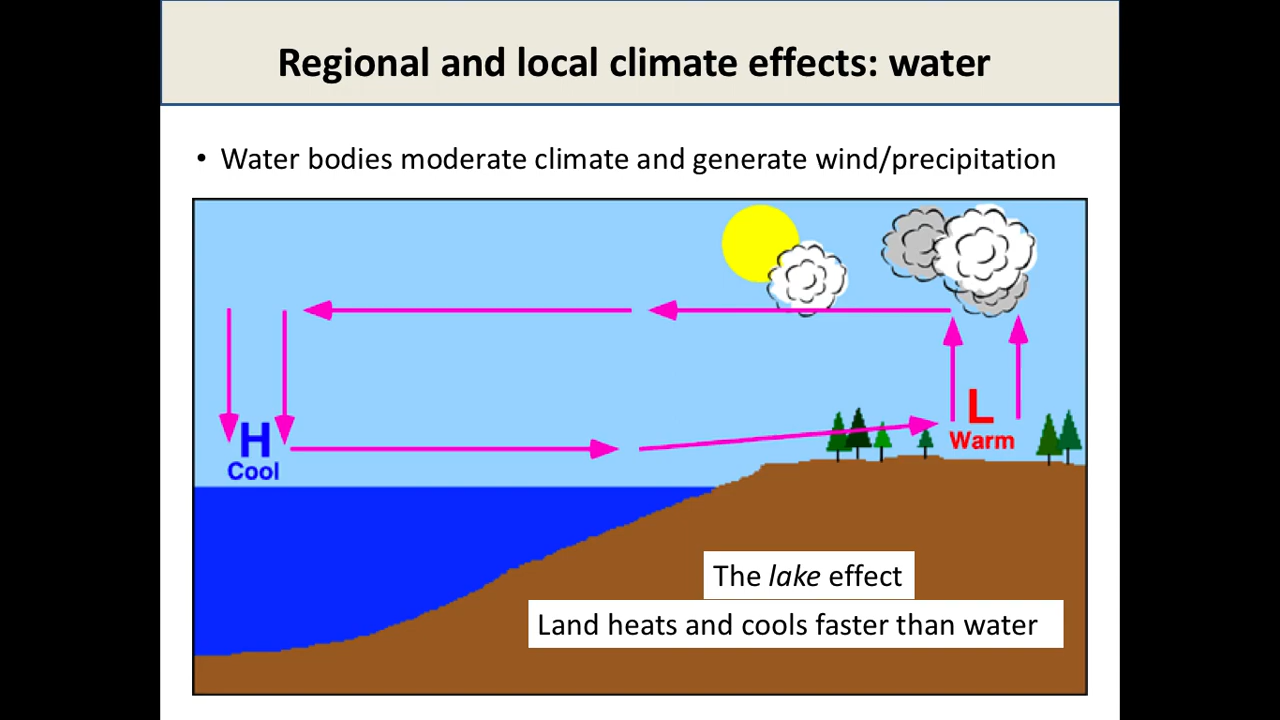 Regional and local climate effects: water
• Water bodies moderate climate and generate wind/precipitation
H
Cool
L
Warm
The lake effect
Land heats and cools faster than water